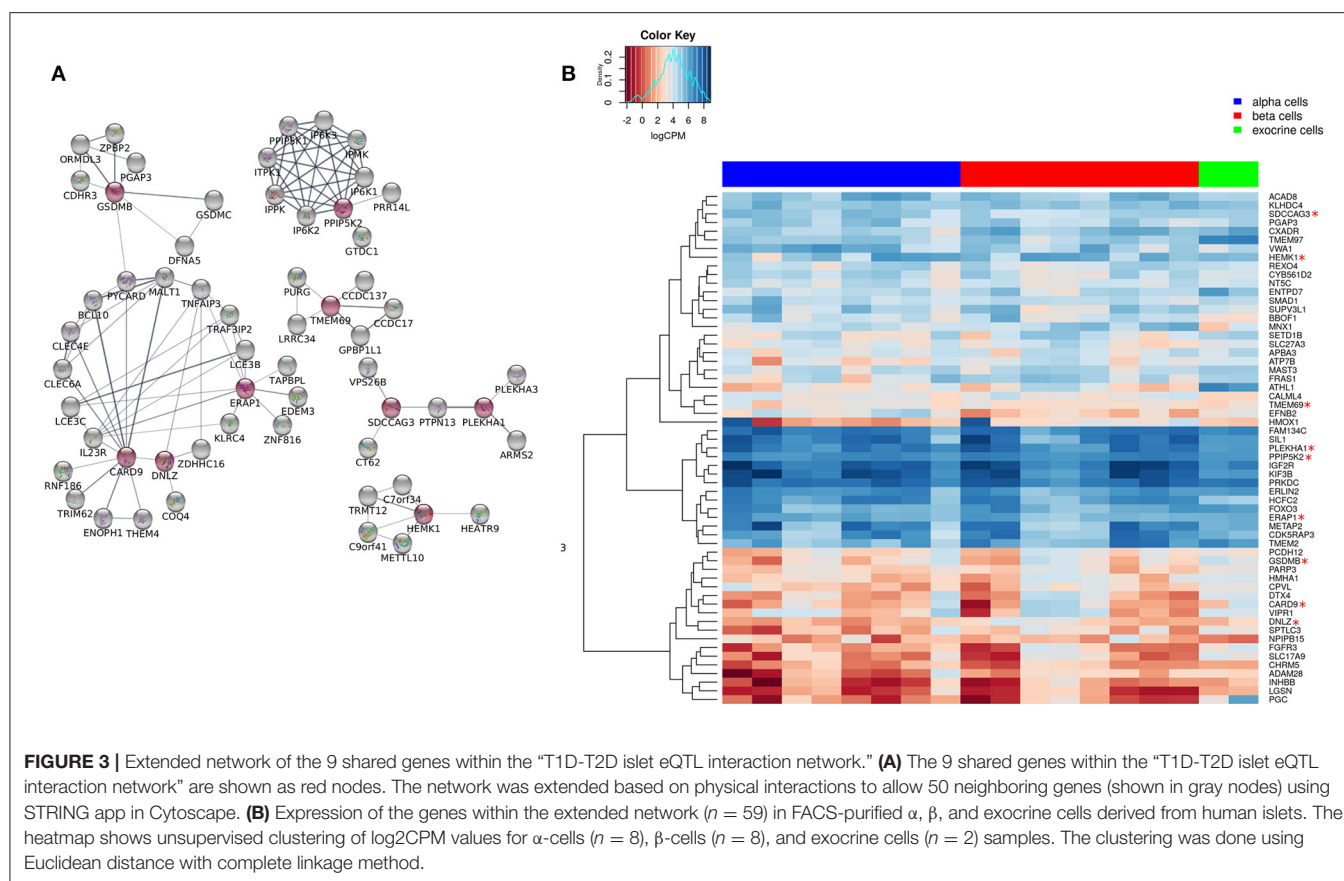 A
ZPBP2
ORMDL3
PGAP3
CDHR3
GSDMB
GSDMC
DFNA5
PPIP5K1
IP6K3
IPMK
ITPK1
IP6K1
IPPK
PRR14L
PPIP5K2
IP6K2
GTDC1
PYCARD
MALT1
TNFAIP3
BCL10
TRAF3IP2
CLEC4E
LCE3B
CLEC6A
TAPBPL
ERAP1
EDEM3
LCE3C
KLRC4
ZNF816
IL23R
ZDHHC16
CARD9
DNLZ
RNF186
TRIM62
COQ4
ENOPH1
THEM4
PURG
CCDC137
TMEM69
CCDC17
LRRC34
GPBP1L1
VPS26B
PLEKHA3
SDCCAG3
PTPN13
PLEKHA1
CT62
ARMS2
C7orf34
TRMT12
HEMK1
HEATR9
C9orf41
METTL10
3
B
Color Key
Density
0 0.1 0.2
-2 0 2 4 6 8
logCPM
alpha cells
beta cells
exocrine cells
ACAD8
KLHDC4
SDCCAG3*
PGAP3
CXADR
TMEM97
VWA1
HEMK1*
REXO4
CYB561D2
NT5C
ENTPD7
SMAD1
SUPV3L1
BBOF1
MNX1
SETD1B
SLC27A3
APBA3
ATP7B
MAST3
FRAS1
ATHL1
CALML4
TMEM69*
EFNB2
HMOX1
FAM134C
SIL1
PLEKHA1*
PPIP5K2*
IGF2R
KIF3B
PRKDC
ERLIN2
HCFC2
FOXO3
ERAP1*
METAP2
CDK5RAP3
TMEM2
PCDH12
GSDMB*
PARP3
HMHA1
CPVL
DTX4
CARD9*
VIPR1
DNLZ*
SPTLC3
NPIPB15
FGFR3
SLC17A9
CHRM5
ADAM28
INHBB
LGSN
PGC
FIGURE 3 | Extended network of the 9 shared genes within the “T1D-T2D islet eQTL interaction network.” (A) The 9 shared genes within the “T1D-T2D islet eQTL
interaction network” are shown as red nodes. The network was extended based on physical interactions to allow 50 neighboring genes (shown in gray nodes) using
STRING app in Cytoscape. (B) Expression of the genes within the extended network (n = 59) in FACS-purified α, β, and exocrine cells derived from human islets. The
heatmap shows unsupervised clustering of log2CPM values for α-cells (n = 8), β-cells (n = 8), and exocrine cells (n = 2) samples. The clustering was done using
Euclidean distance with complete linkage method.